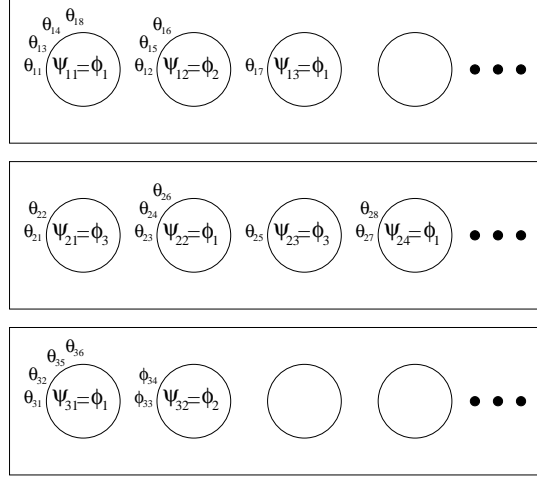 θ₁₄ θ₁₈
θ₁₃
θ₁₁ ψ₁₁=ϕ₁
θ₁₆
θ₁₅
θ₁₂ ψ₁₂=ϕ₂
θ₁₇ ψ₁₃=ϕ₁
θ₂₂
θ₂₁ ψ₂₁=ϕ₃
θ₂₆
θ₂₄
θ₂₃ ψ₂₂=ϕ₁
θ₂₅ ψ₂₃=ϕ₃
θ₂₈
θ₂₇ ψ₂₄=ϕ₁
θ₃₅ θ₃₆
θ₃₂
θ₃₁ ψ₃₁=ϕ₁
ϕ₃₄
ϕ₃₃ ψ₃₂=ϕ₂